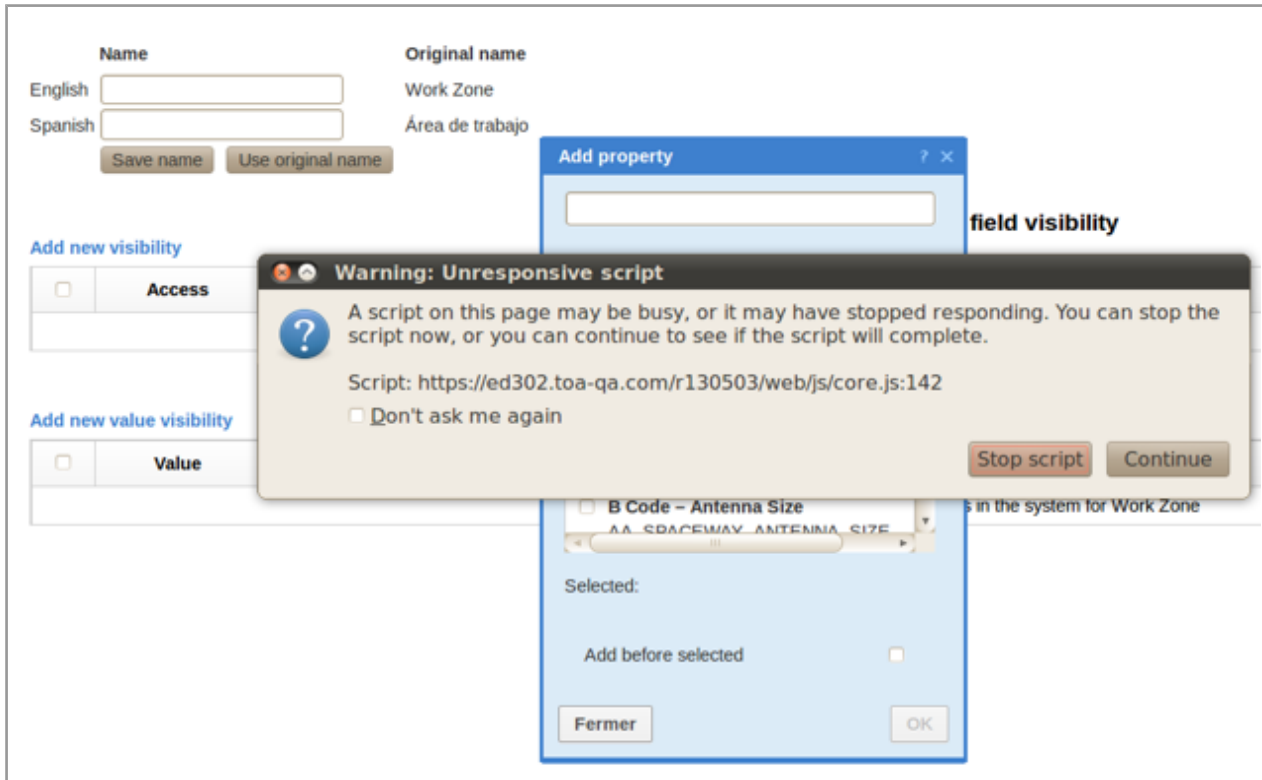 Name Original name
English Work Zone
Spanish Área de trabajo
Save name Use original name
Add property ? ×
field visibility
Add new visibility
Access
Warning: Unresponsive script
A script on this page may be busy, or it may have stopped responding. You can stop the
script now, or you can continue to see if the script will complete.
Script: https://ed302.toa-qa.com/r130503/web/js/core.js:142
Don't ask me again
Stop script Continue
Add new value visibility
Value
B Code – Antenna Size
AA_SPACEWAY_ANTENNA_SIZE
s in the system for Work Zone
Selected:
Add before selected
Fermer OK